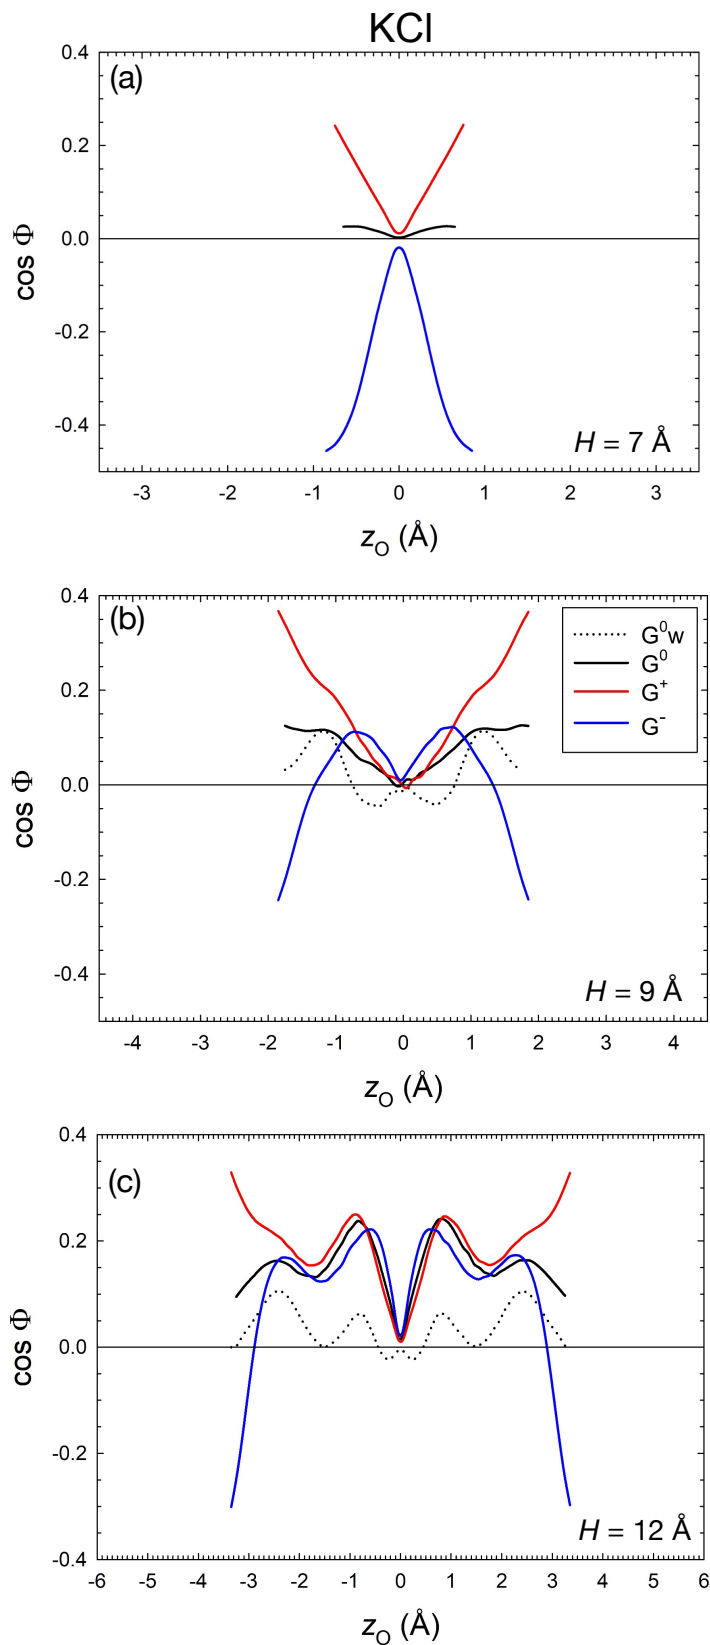 KCl
(a)
0.4
0.2
0.0
-0.2
-0.4
cos Φ
H = 7 Å
-3 -2 -1 0 1 2 3
z_O (Å)
(b)
0.4
0.2
0.0
-0.2
-0.4
cos Φ
G⁰w
G⁰
G⁺
G⁻
H = 9 Å
-4 -3 -2 -1 0 1 2 3 4
z_O (Å)
(c)
0.4
0.2
0.0
-0.2
-0.4
cos Φ
H = 12 Å
-6 -5 -4 -3 -2 -1 0 1 2 3 4 5 6
z_O (Å)